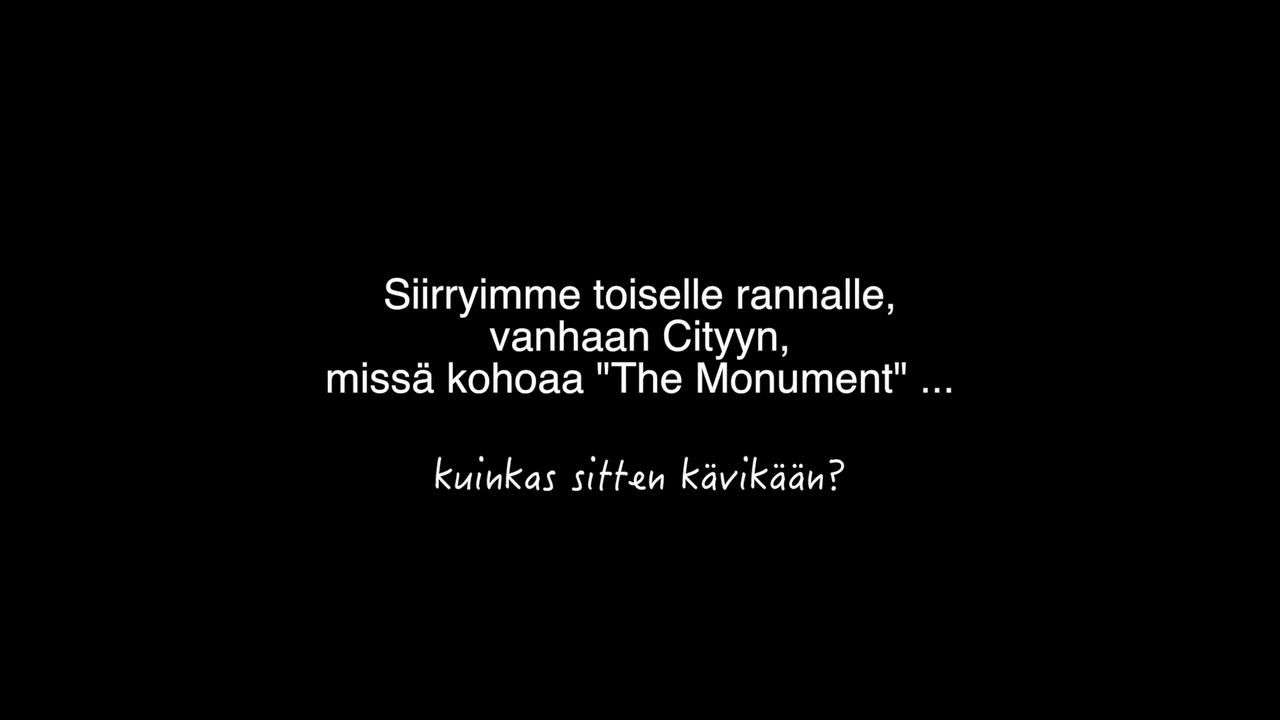 Siirryimme toiselle rannalle,
vanhaan Cityyn,
missä kohoaa "The Monument" ...
kuinkas sitten kävikään?